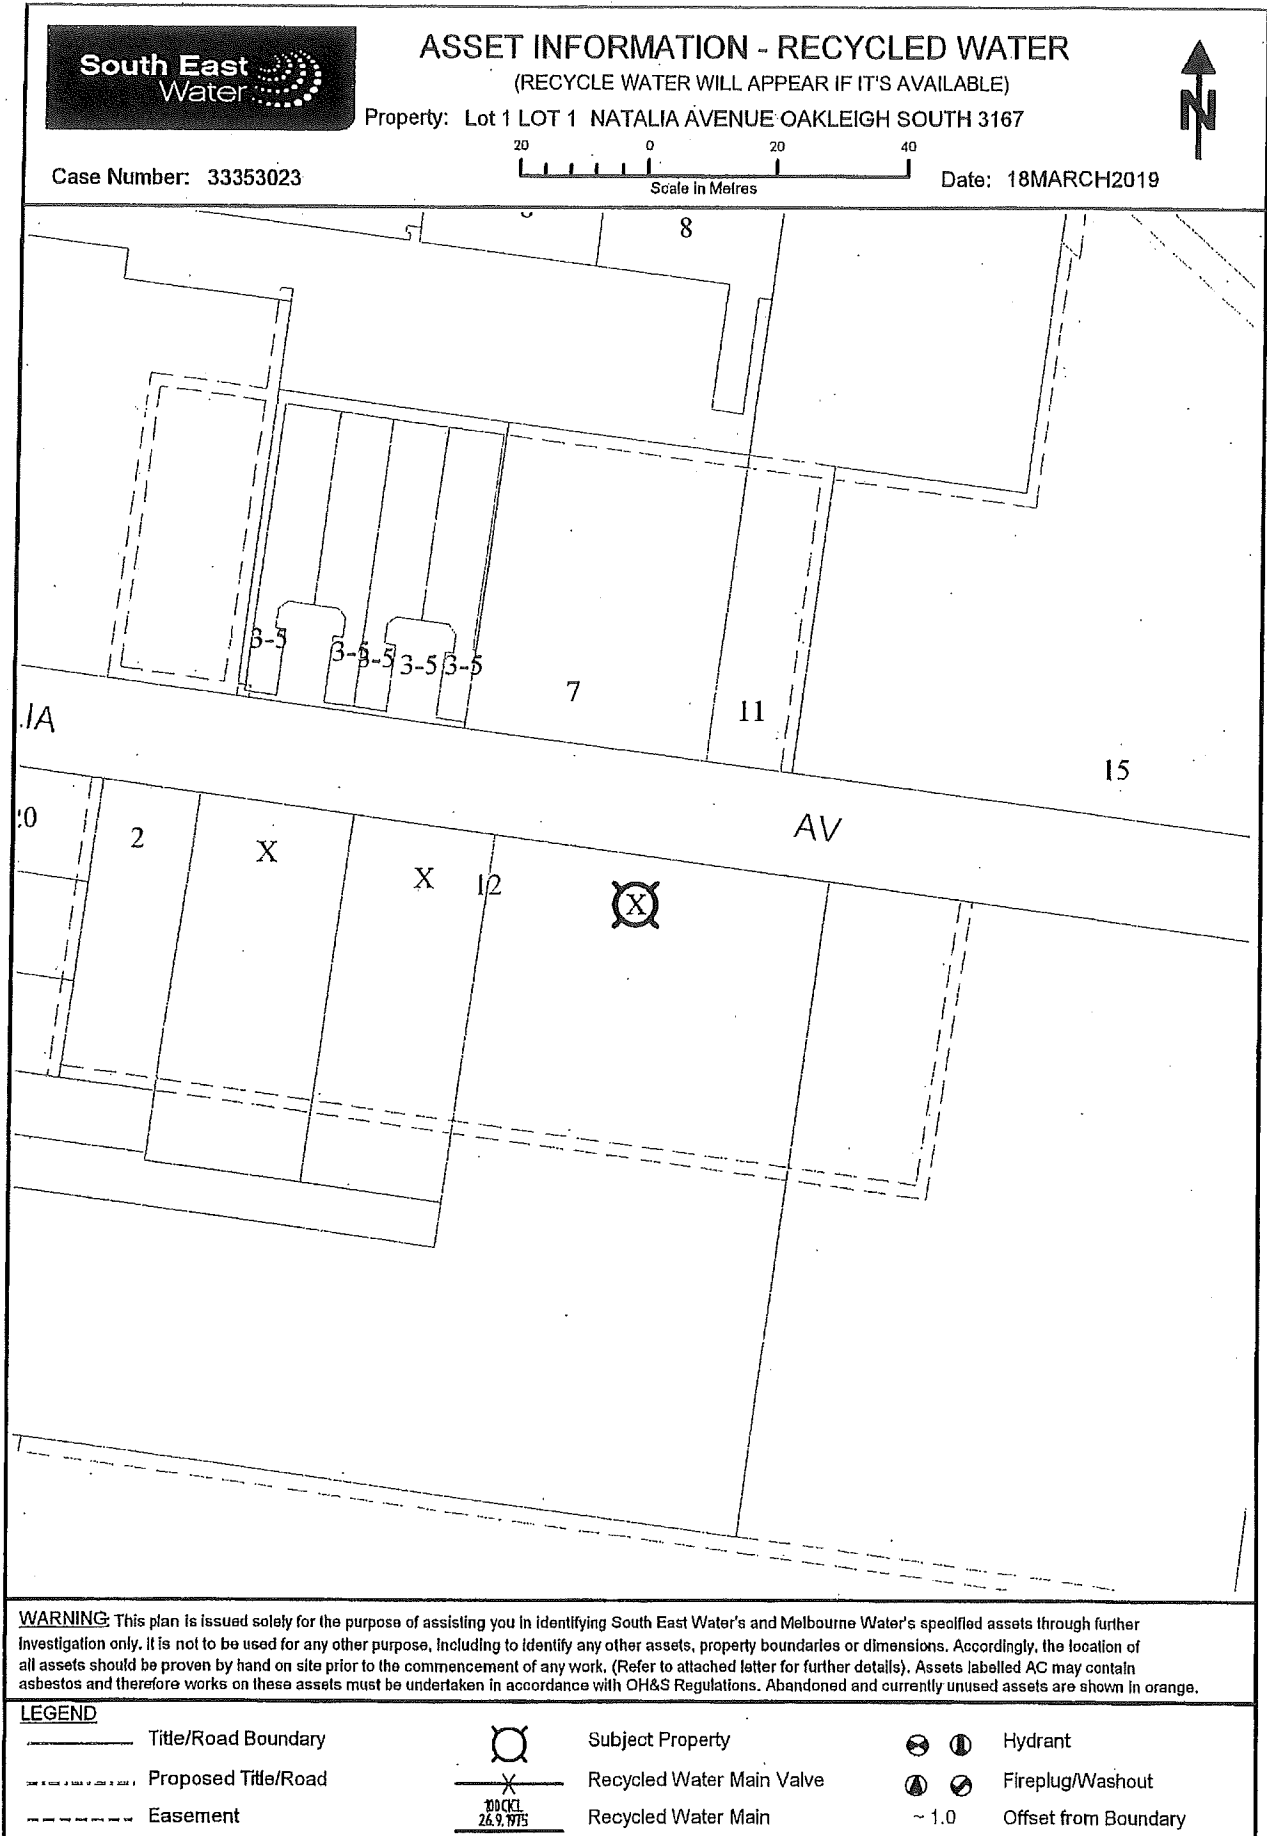 South East
Water
ASSET INFORMATION - RECYCLED WATER
(RECYCLE WATER WILL APPEAR IF IT'S AVAILABLE)
Property: Lot 1 LOT 1 NATALIA AVENUE OAKLEIGH SOUTH 3167
N
Case Number: 33353023
20 0 20 40
Scale in Metres
Date: 18MARCH2019
8
3-5 3-5 3-5 3-5 3-5
7
11
15
IA
AV
2
X
X
12
X
WARNING: This plan is issued solely for the purpose of assisting you in identifying South East Water's and Melbourne Water's specified assets through further
investigation only. It is not to be used for any other purpose, including to identify any other assets, property boundaries or dimensions. Accordingly, the location of
all assets should be proven by hand on site prior to the commencement of any work. (Refer to attached letter for further details). Assets labelled AC may contain
asbestos and therefore works on these assets must be undertaken in accordance with OH&S Regulations. Abandoned and currently unused assets are shown in orange.
LEGEND
Title/Road Boundary
Subject Property
Hydrant
Proposed Title/Road
Recycled Water Main Valve
Fireplug/Washout
Easement
26.9.1975
Recycled Water Main
~ 1.0
Offset from Boundary